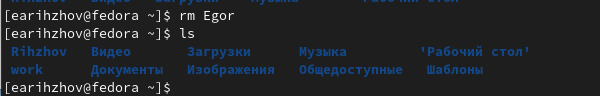 [earihzhov@fedora ~]$ rm Egor
[earihzhov@fedora ~]$ ls
Rihzhov Видео Загрузки Музыка 'Рабочий стол'
work Документы Изображения Общедоступные Шаблоны
[earihzhov@fedora ~]$